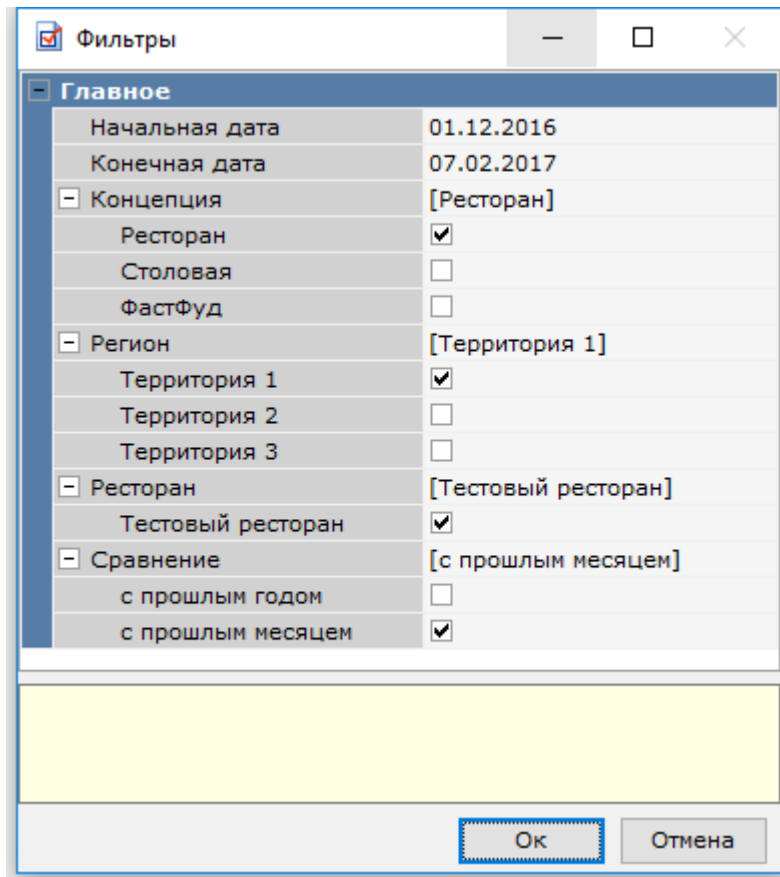 Фильтры
Главное
Начальная дата 01.12.2016
Конечная дата 07.02.2017
Концепция [Ресторан]
Ресторан
Столовая
ФастФуд
Регион [Территория 1]
Территория 1
Территория 2
Территория 3
Ресторан [Тестовый ресторан]
Тестовый ресторан
Сравнение [с прошлым месяцем]
с прошлым годом
с прошлым месяцем
Ок Отмена